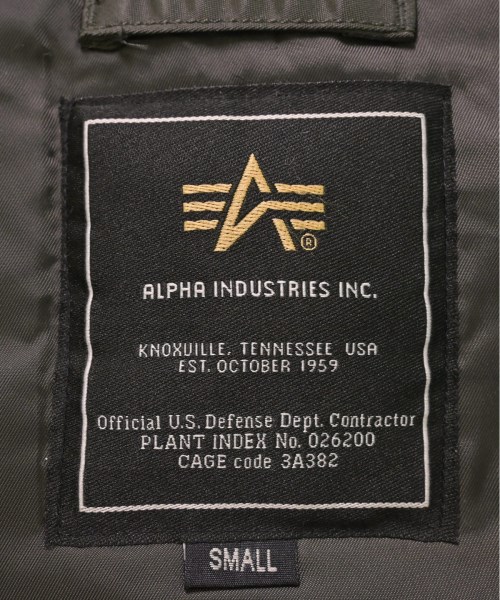 ®
ALPHA INDUSTRIES INC.
KNOXVILLE, TENNESSEE USA
EST. OCTOBER 1959
Official U.S. Defense Dept. Contractor
PLANT INDEX No. 026200
CAGE code 3A382
SMALL